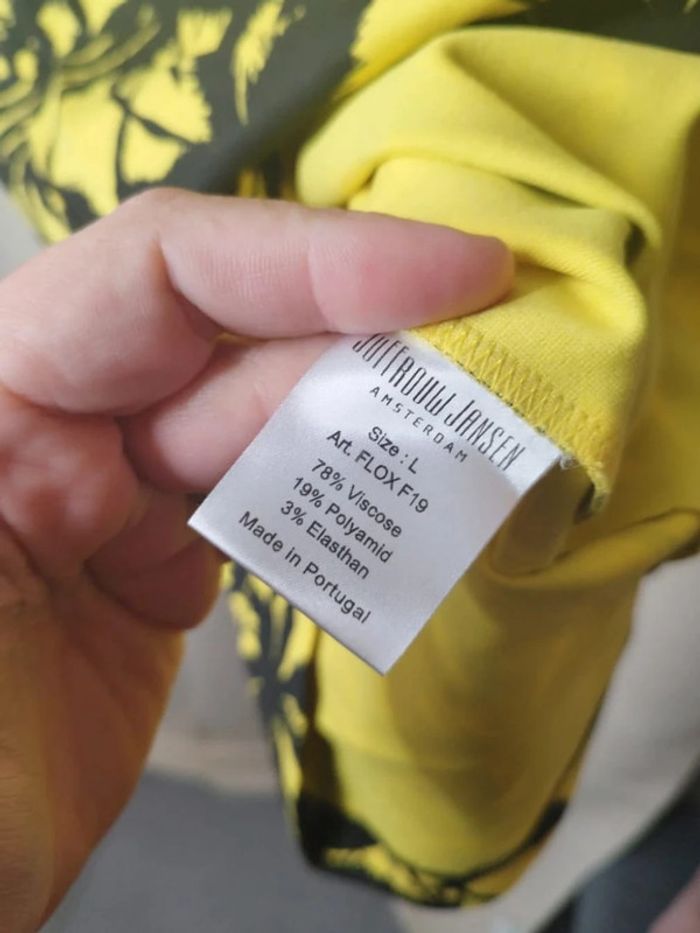 JUFFROUW JANSEN
AMSTERDAM
Size : L
Art. FLOX F19
78% Viscose
19% Polyamid
3% Elasthan
Made in Portugal